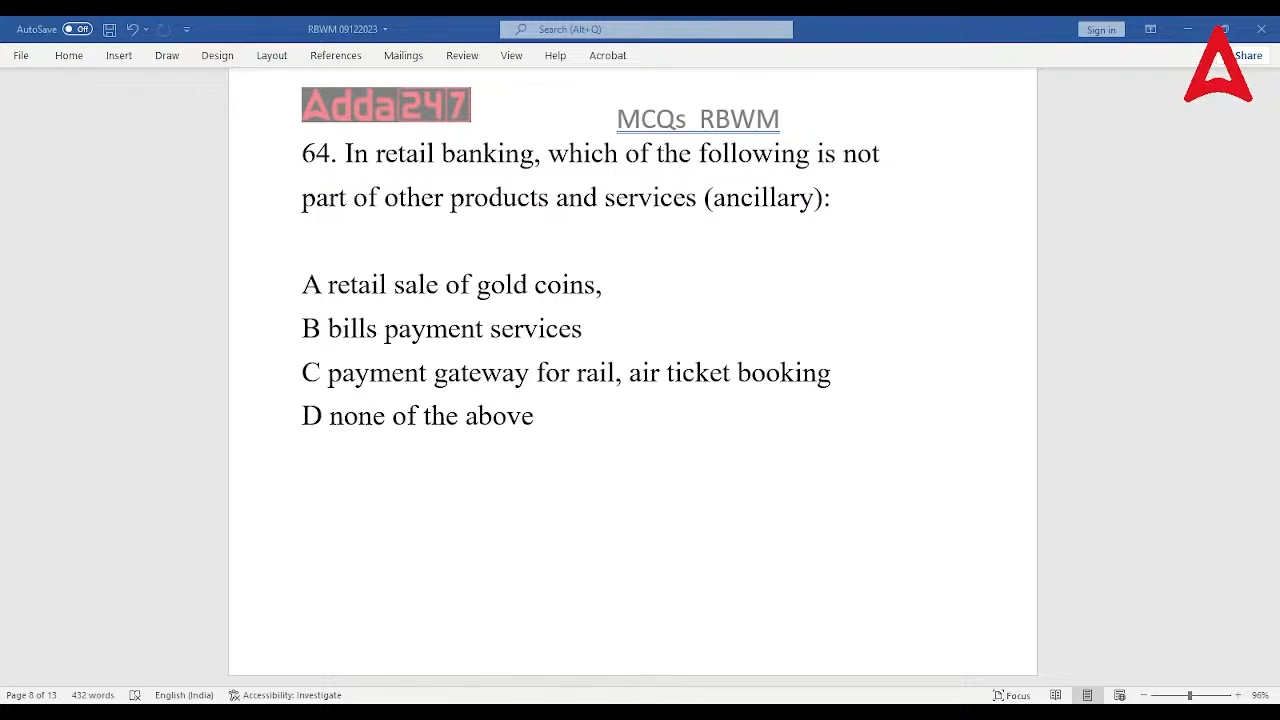 AutoSave Off RBWM 09122023 Search (Alt+Q) Sign in
File Home Insert Draw Design Layout References Mailings Review View Help Acrobat Share
Adda247
MCQs RBWM
64. In retail banking, which of the following is not
part of other products and services (ancillary):
A retail sale of gold coins,
B bills payment services
C payment gateway for rail, air ticket booking
D none of the above
Page 8 of 13 432 words English (India) Accessibility: Investigate Focus 96%